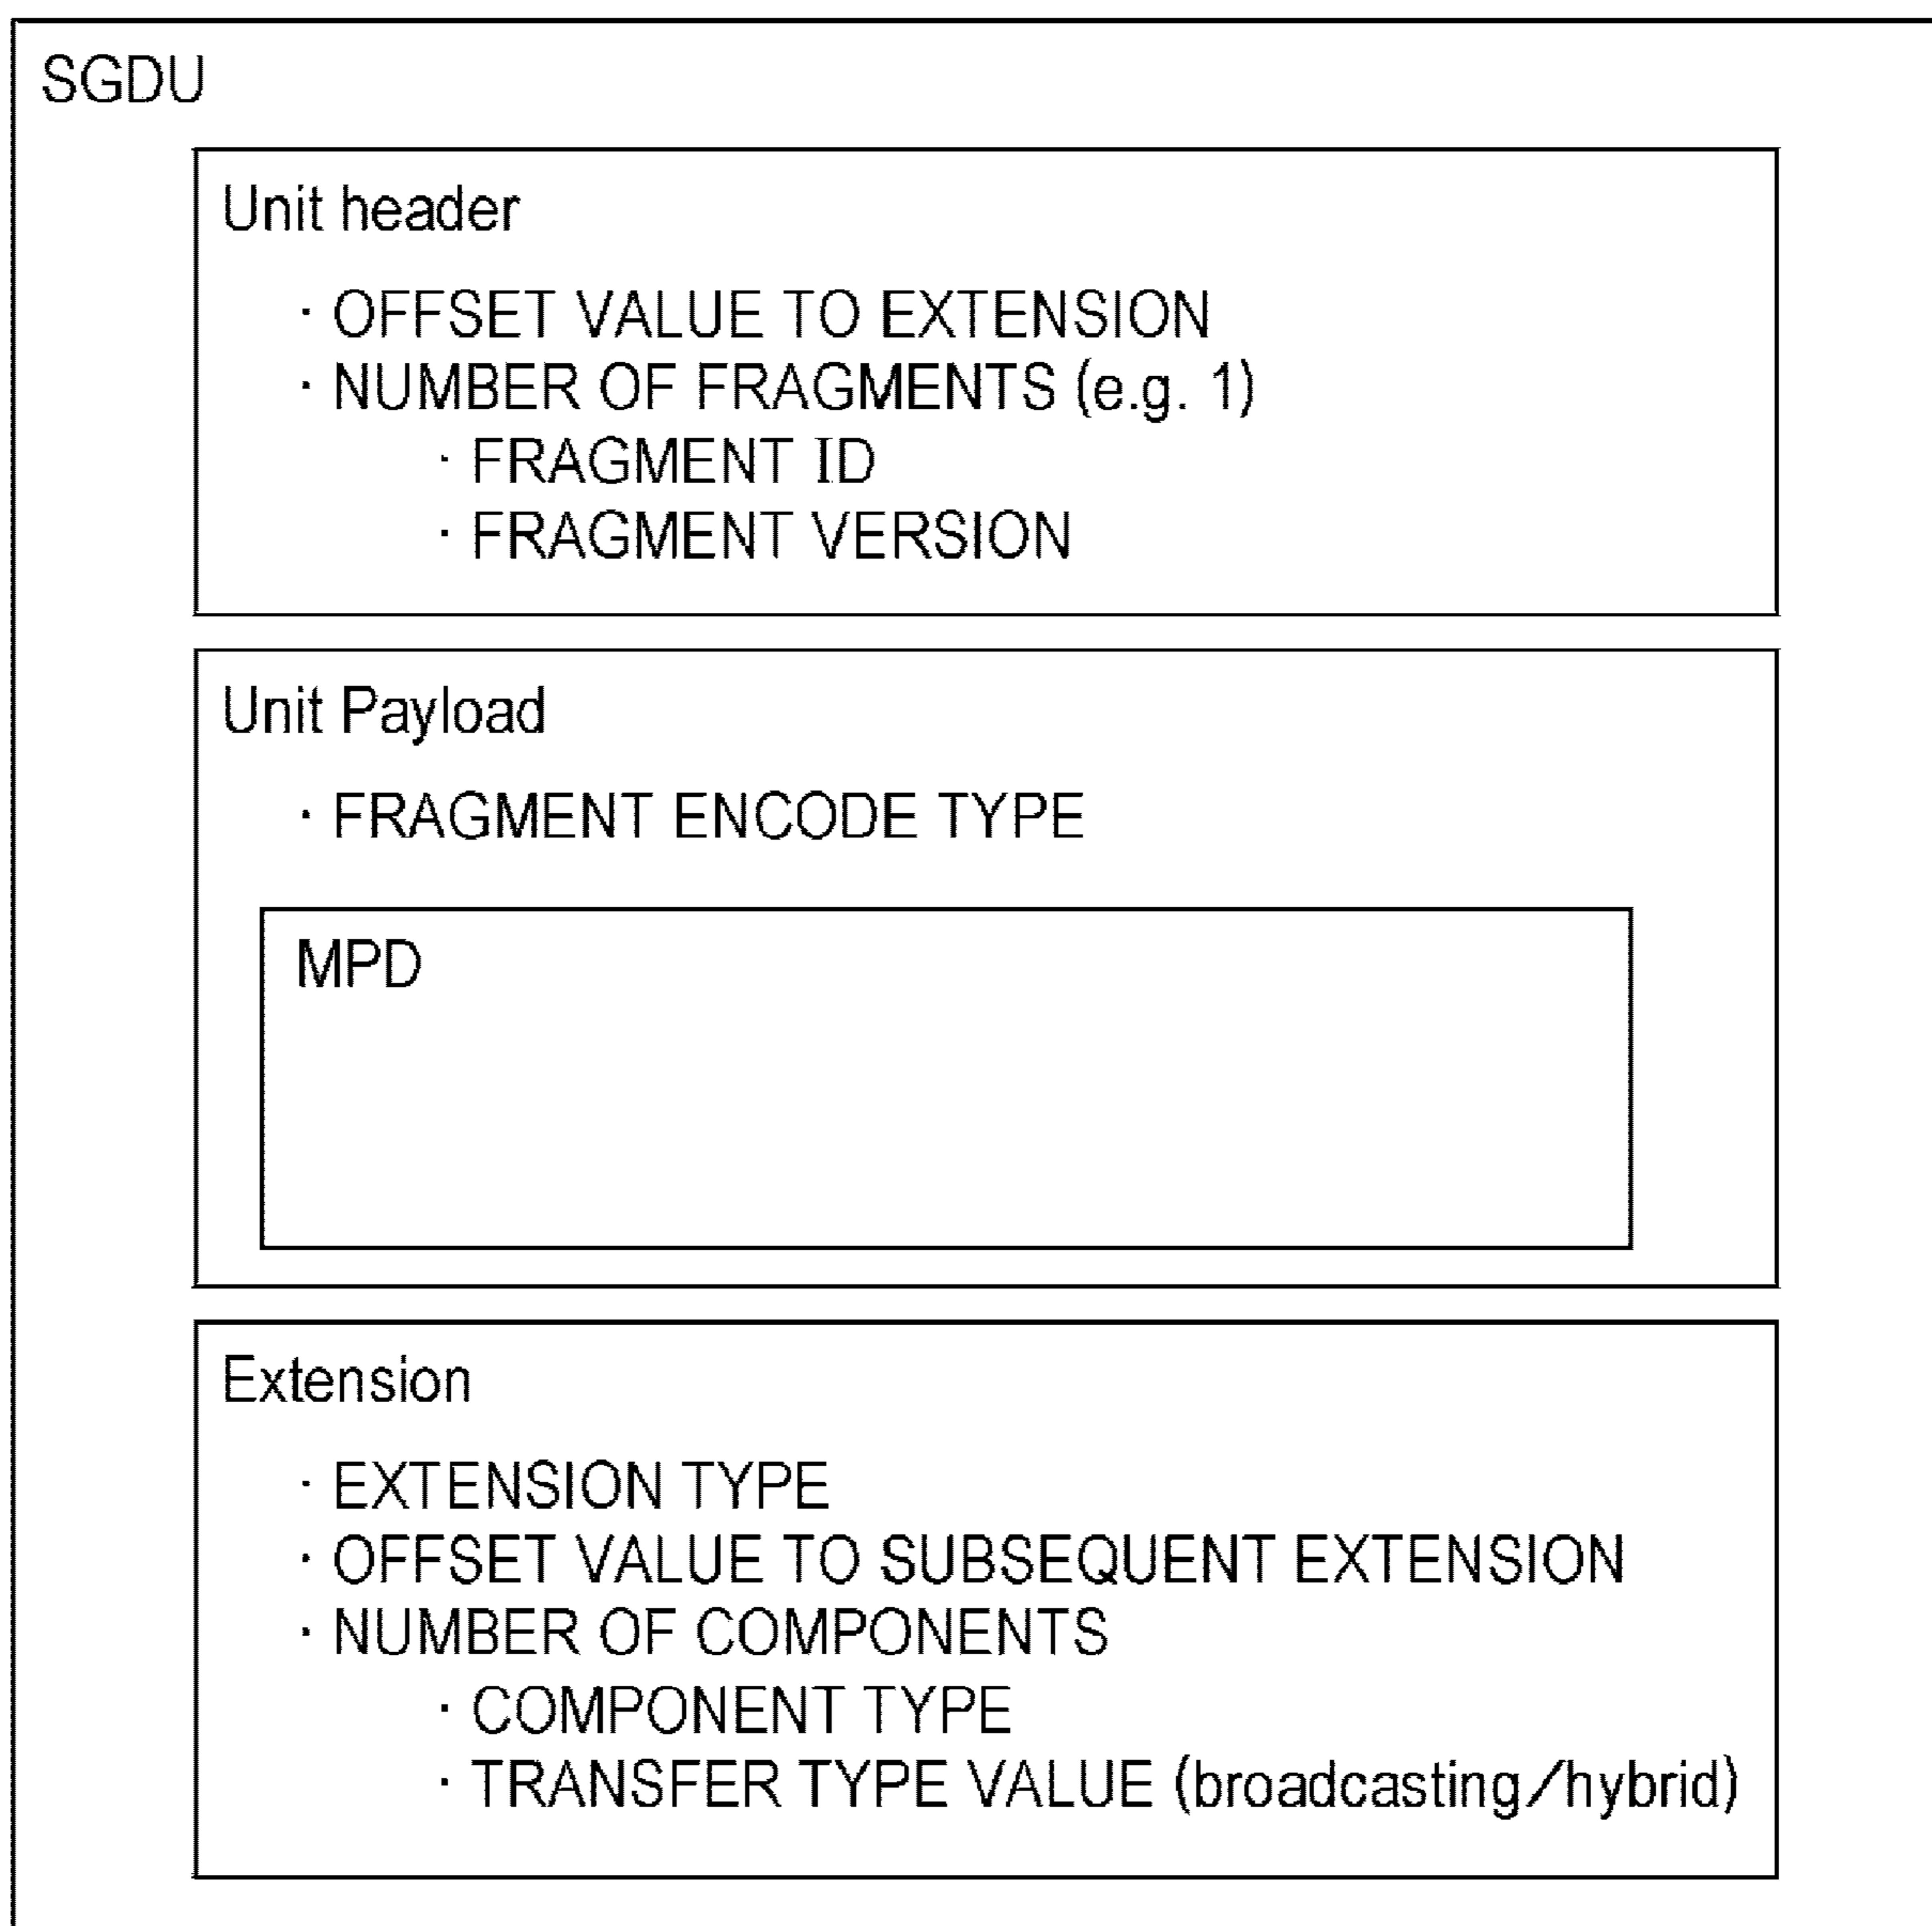 SGDU
Unit header
· OFFSET VALUE TO EXTENSION
· NUMBER OF FRAGMENTS (e.g. 1)
· FRAGMENT ID
· FRAGMENT VERSION
Unit Payload
· FRAGMENT ENCODE TYPE
MPD
Extension
· EXTENSION TYPE
· OFFSET VALUE TO SUBSEQUENT EXTENSION
· NUMBER OF COMPONENTS
· COMPONENT TYPE
· TRANSFER TYPE VALUE (broadcasting/hybrid)